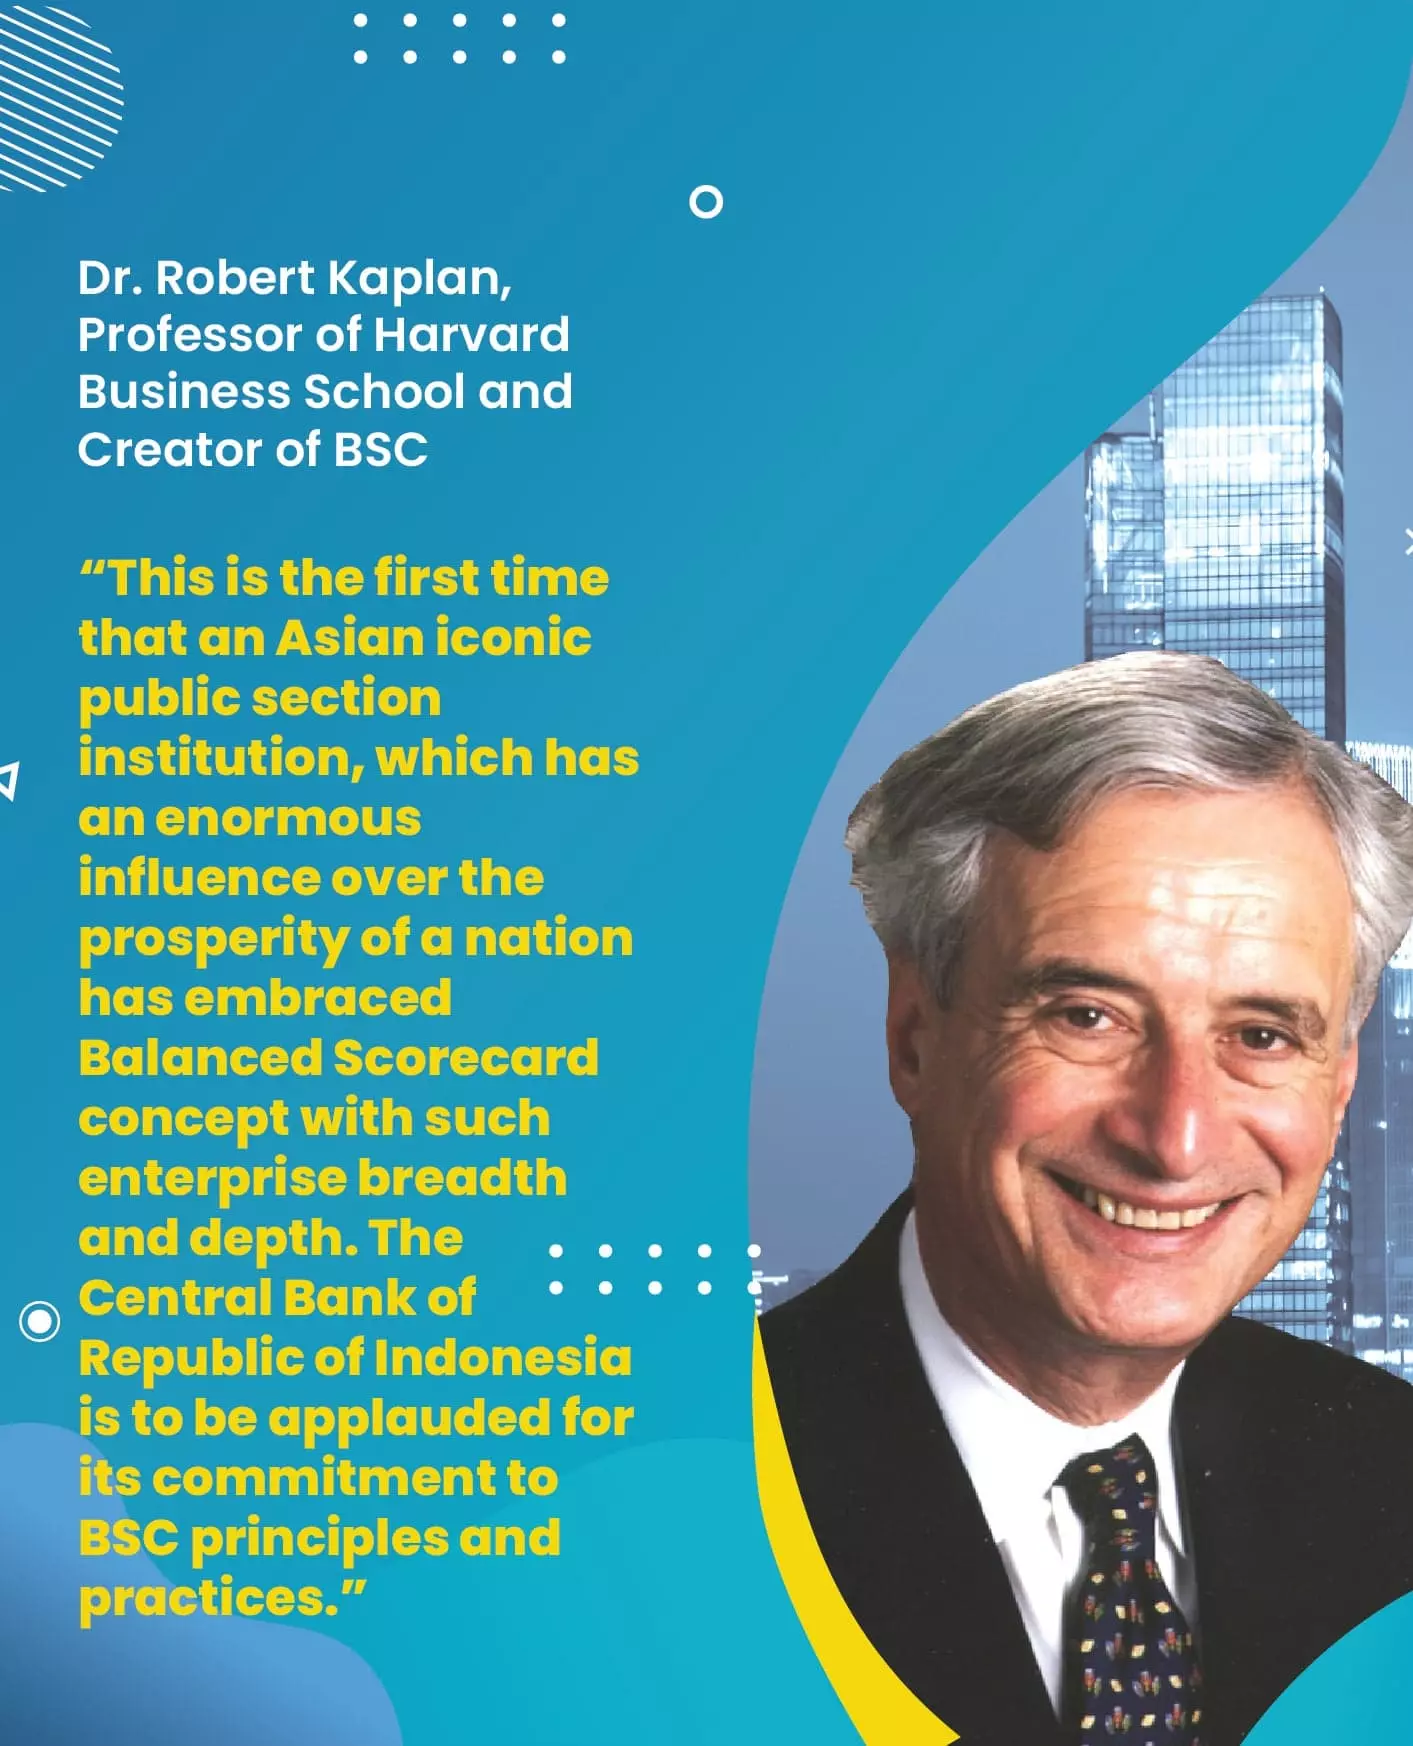 Dr. Robert Kaplan,
Professor of Harvard
Business School and
Creator of BSC
“This is the first time
that an Asian iconic
public section
institution, which has
an enormous
influence over the
prosperity of a nation
has embraced
Balanced Scorecard
concept with such
enterprise breadth
and depth. The
Central Bank of
Republic of Indonesia
is to be applauded for
its commitment to
BSC principles and
practices.”